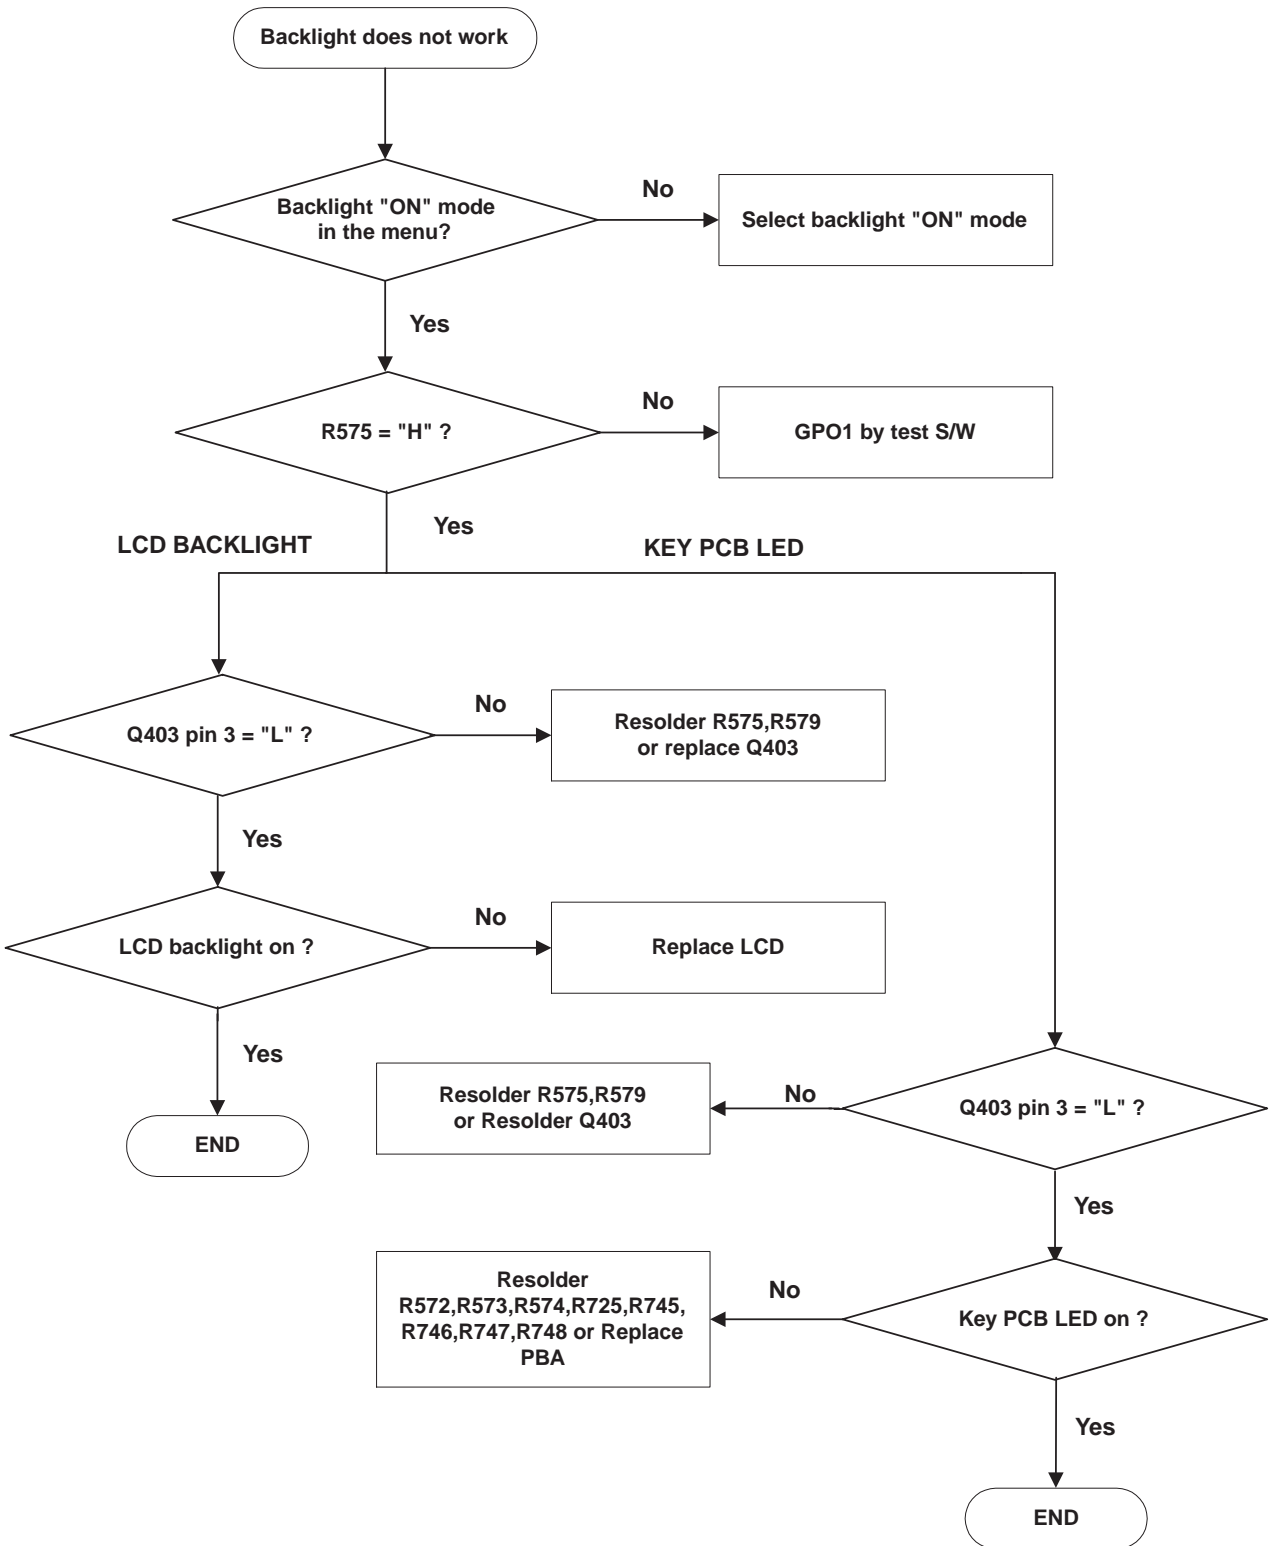 Backlight does not work
Backlight "ON" mode
in the menu?
No
Select backlight "ON" mode
Yes
R575 = "H" ?
No
GPO1 by test S/W
Yes
LCD BACKLIGHT
KEY PCB LED
Q403 pin 3 = "L" ?
No
Resolder R575,R579
or replace Q403
Yes
LCD backlight on ?
No
Replace LCD
Yes
END
Q403 pin 3 = "L" ?
No
Resolder R575,R579
or Resolder Q403
Yes
Key PCB LED on ?
No
Resolder
R572,R573,R574,R725,R745,
R746,R747,R748 or Replace
PBA
Yes
END